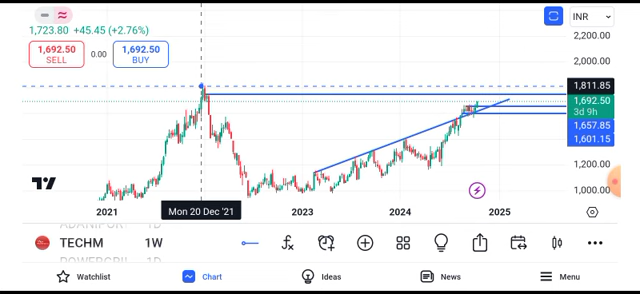 1,723.80 +45.45 (+2.76%)
INR
1,692.50
SELL
0.00
1,692.50
BUY
2,200.00
2,000.00
1,811.85
1,692.50
3d 9h
1,657.85
1,601.15
1,200.00
1,000.00
2021
Mon 20 Dec '21
2023
2024
2025
TECHM
1W
Watchlist
Chart
Ideas
News
Menu